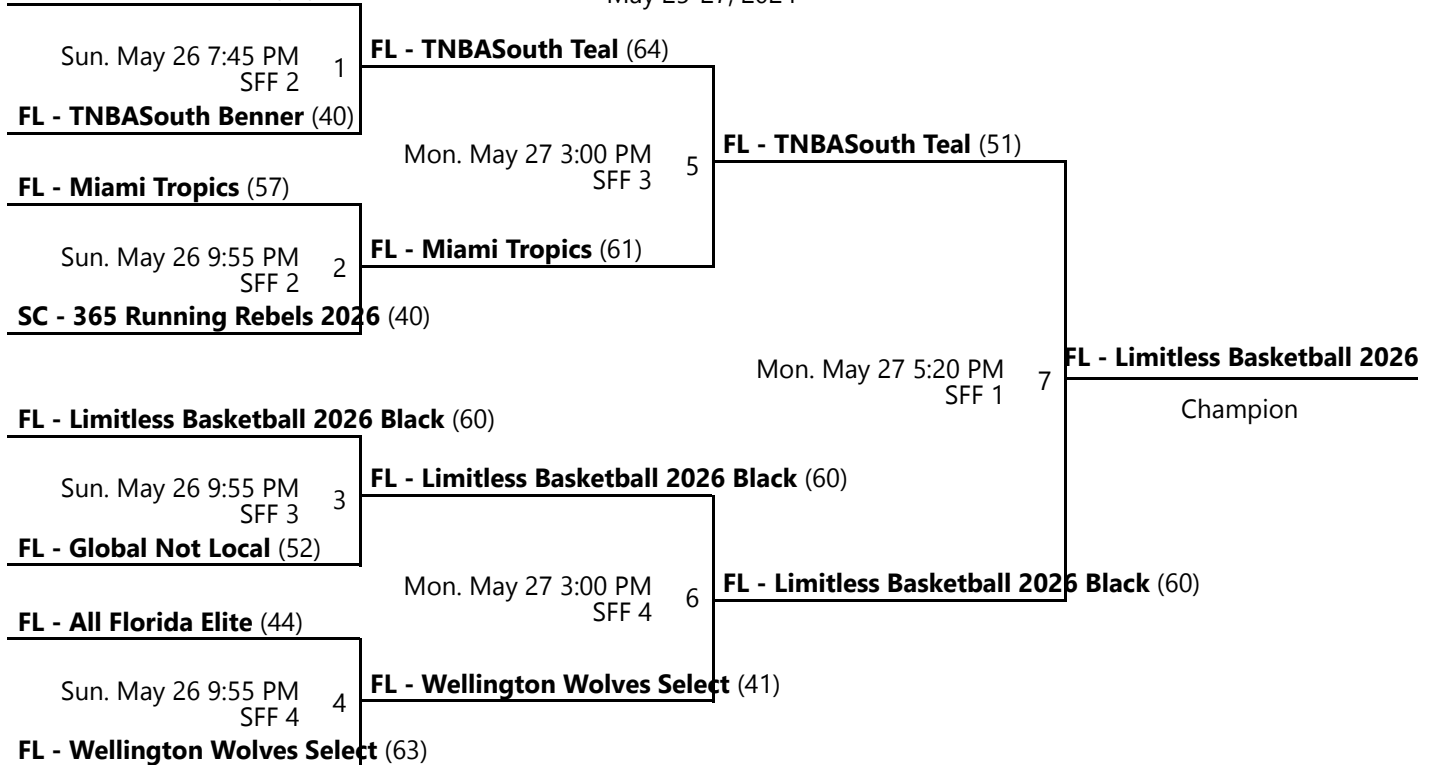 Sun. May 26 7:45 PM
SFF 2
1
FL - TNBASouth Teal (64)
FL - TNBASouth Benner (40)
Mon. May 27 3:00 PM
SFF 3
5
FL - TNBASouth Teal (51)
FL - Miami Tropics (57)
Sun. May 26 9:55 PM
SFF 2
2
FL - Miami Tropics (61)
SC - 365 Running Rebels 2026 (40)
Mon. May 27 5:20 PM
SFF 1
7
FL - Limitless Basketball 2026
Champion
FL - Limitless Basketball 2026 Black (60)
Sun. May 26 9:55 PM
SFF 3
3
FL - Limitless Basketball 2026 Black (60)
FL - Global Not Local (52)
Mon. May 27 3:00 PM
SFF 4
6
FL - Limitless Basketball 2026 Black (60)
FL - All Florida Elite (44)
Sun. May 26 9:55 PM
SFF 4
4
FL - Wellington Wolves Select (41)
FL - Wellington Wolves Select (63)